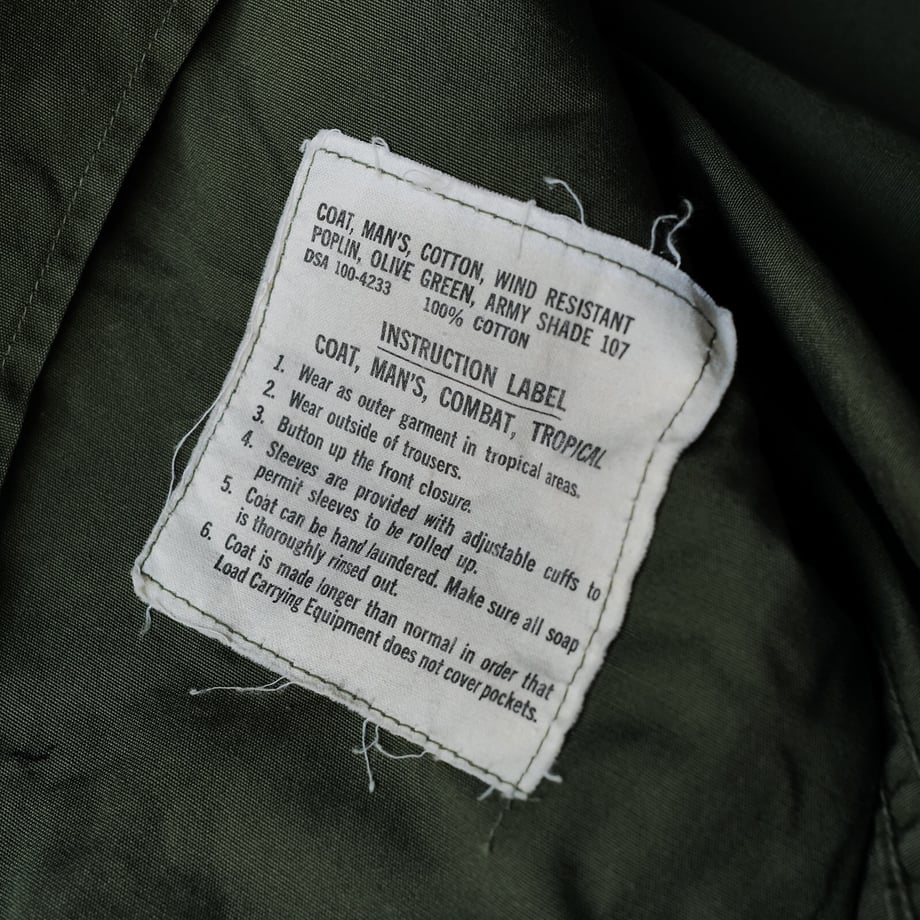 COAT, MAN'S, COTTON, WIND RESISTANT
POPLIN, OLIVE GREEN, ARMY SHADE 107
DSA 100-4233
100% COTTON
INSTRUCTION LABEL
COAT, MAN'S, COMBAT, TROPICAL
1. Wear as outer garment in tropical areas.
2. Wear outside of trousers.
3. Button up the front closure.
4. Sleeves are provided with adjustable cuffs to
permit sleeves to be rolled up.
5. Coat can be hand laundered. Make sure all soap
is thoroughly rinsed out.
6. Coat is made longer than normal in order that
Load Carrying Equipment does not cover pockets.